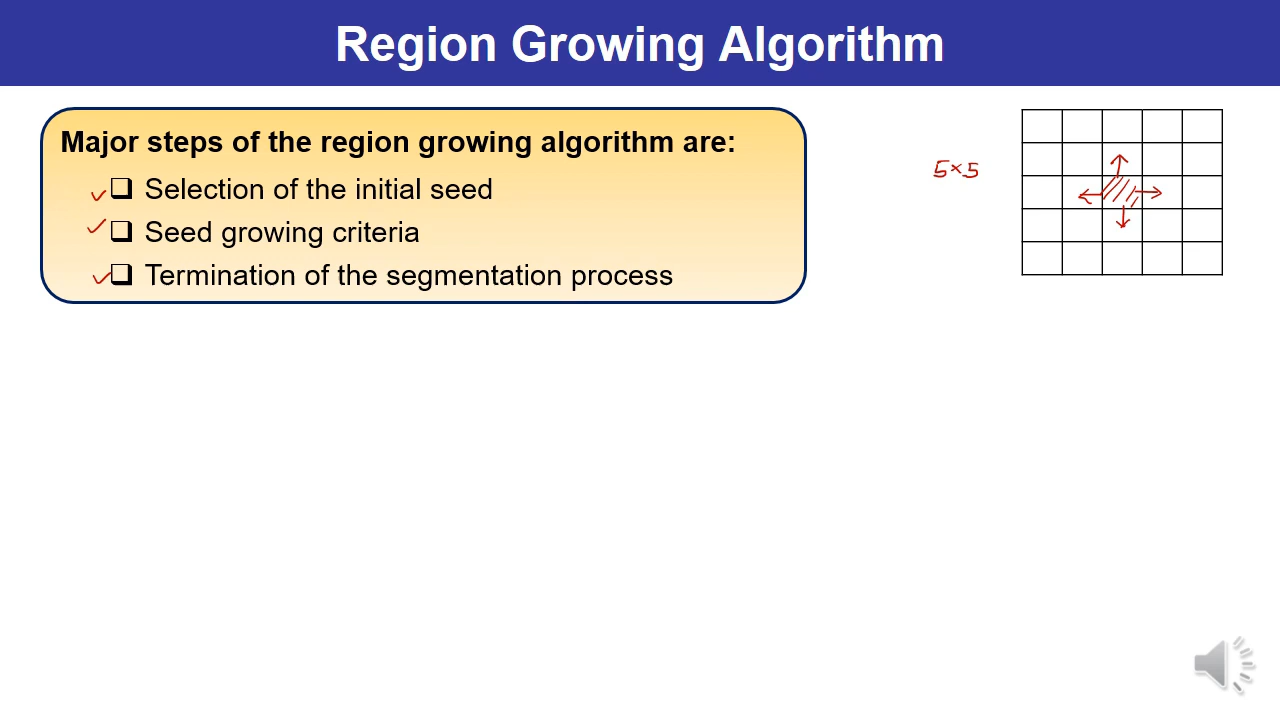 Region Growing Algorithm
Major steps of the region growing algorithm are:
Selection of the initial seed
Seed growing criteria
Termination of the segmentation process
5×5